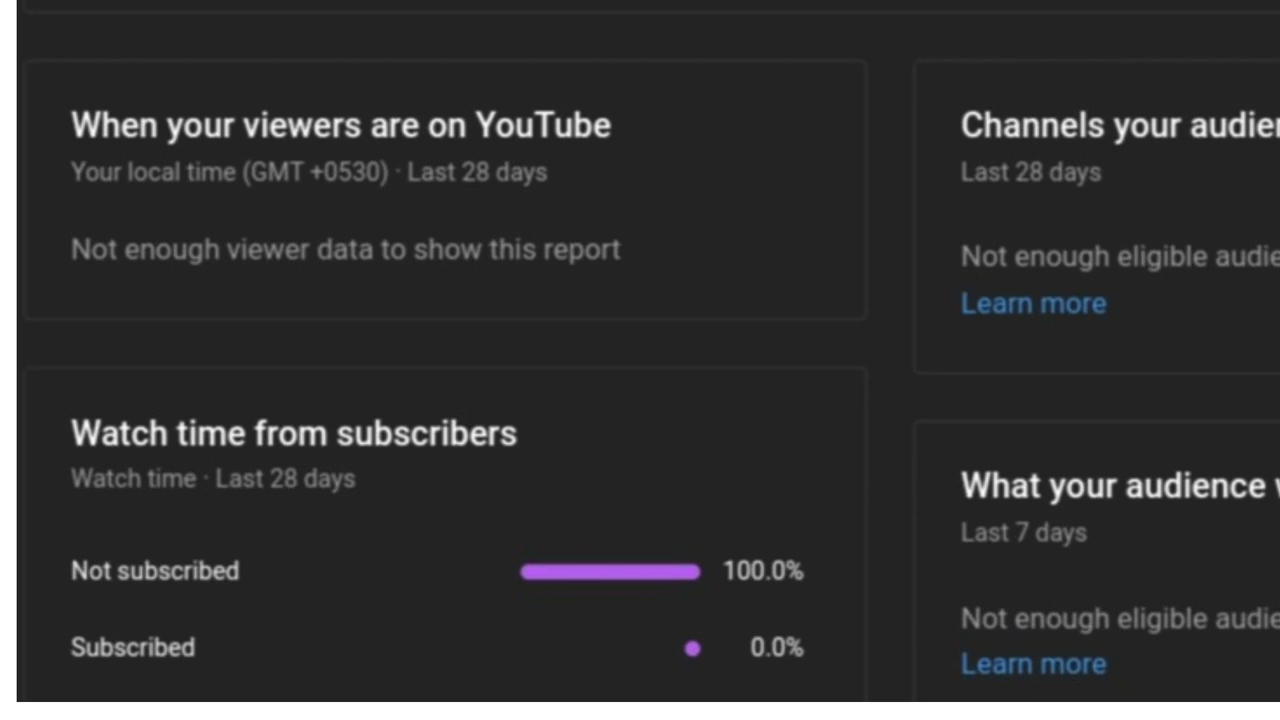 When your viewers are on YouTube
Your local time (GMT +0530) · Last 28 days
Not enough viewer data to show this report
Watch time from subscribers
Watch time · Last 28 days
Not subscribed 100.0%
Subscribed 0.0%
Channels your
Last 28 days
Not enough eligible
Learn more
What your audience
Last 7 days
Not enough eligible
Learn more